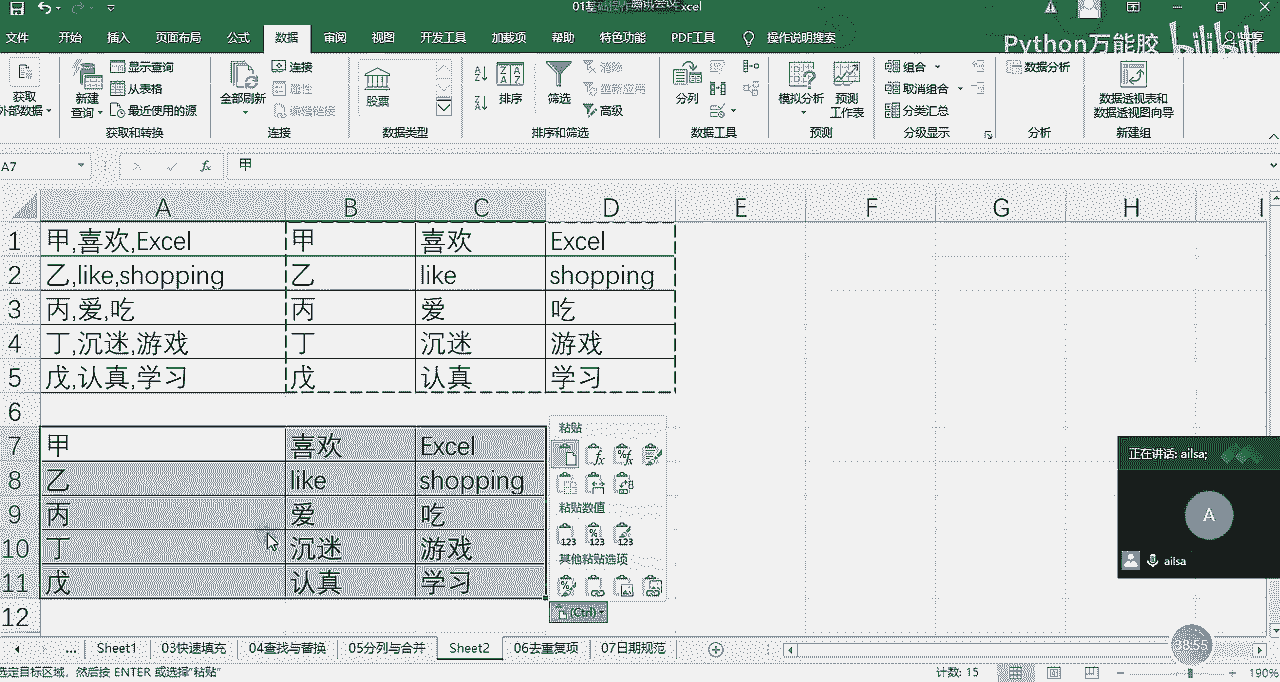 Excel
文件 开始 插入 页面布局 公式 数据 审阅 视图 开发工具 加载项 帮助 特色功能 PDF工具 操作说明搜索
Python万能胶 bilibili
获取
外部数据
新建
查询
显示查询
从表格
最近使用的源
获取和转换
全部刷新
连接
属性
编辑链接
连接
股票
数据类型
排序
筛选
清除
重新应用
高级
排序和筛选
分列
数据工具
模拟分析
预测
工作表
预测
组合
取消组合
分类汇总
分级显示
数据分析
分析
数据透视表和
数据透视图向导
新建组
A7 fx 甲
A B C D E F G H I
1 甲,喜欢,Excel 甲 喜欢 Excel
2 乙,like,shopping 乙 like shopping
3 丙,爱,吃 丙 爱 吃
4 丁,沉迷,游戏 丁 沉迷 游戏
5 戊,认真,学习 戊 认真 学习
6
7 甲 喜欢 Excel
8 乙 like shopping
9 丙 爱 吃
10 丁 沉迷 游戏
11 戊 认真 学习
12
粘贴
粘贴数值
123 123 123
其他粘贴选项
(Ctrl)
正在讲话: ailsa;
A
ailsa
... Sheet1 03快速填充 04查找与替换 05分列与合并 Sheet2 06去重复项 07日期规范
38:55
选定目标区域，然后按 ENTER 或选择"粘贴" 计数: 15 190%